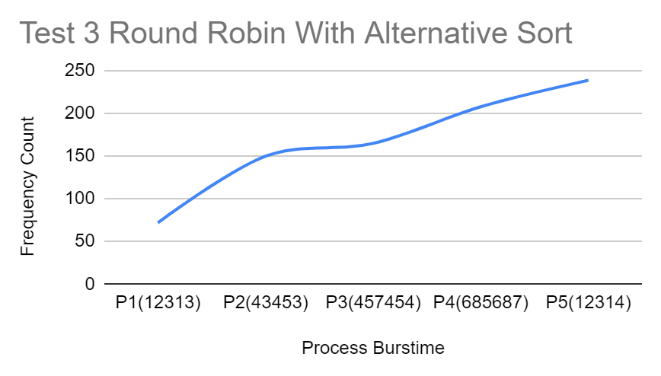 Test 3 Round Robin With Alternative Sort
250
200
150
100
50
0
Frequency Count
P1(12313) P2(43453) P3(457454) P4(685687) P5(12314)
Process Burstime